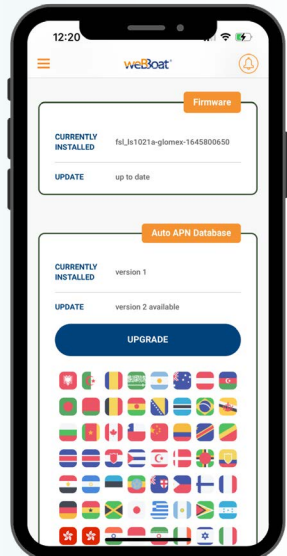 12:20
weBBoat
Firmware
CURRENTLY INSTALLED fsl_ls1021a-glomex-1645800650
UPDATE up to date
Auto APN Database
CURRENTLY INSTALLED version 1
UPDATE version 2 available
UPGRADE